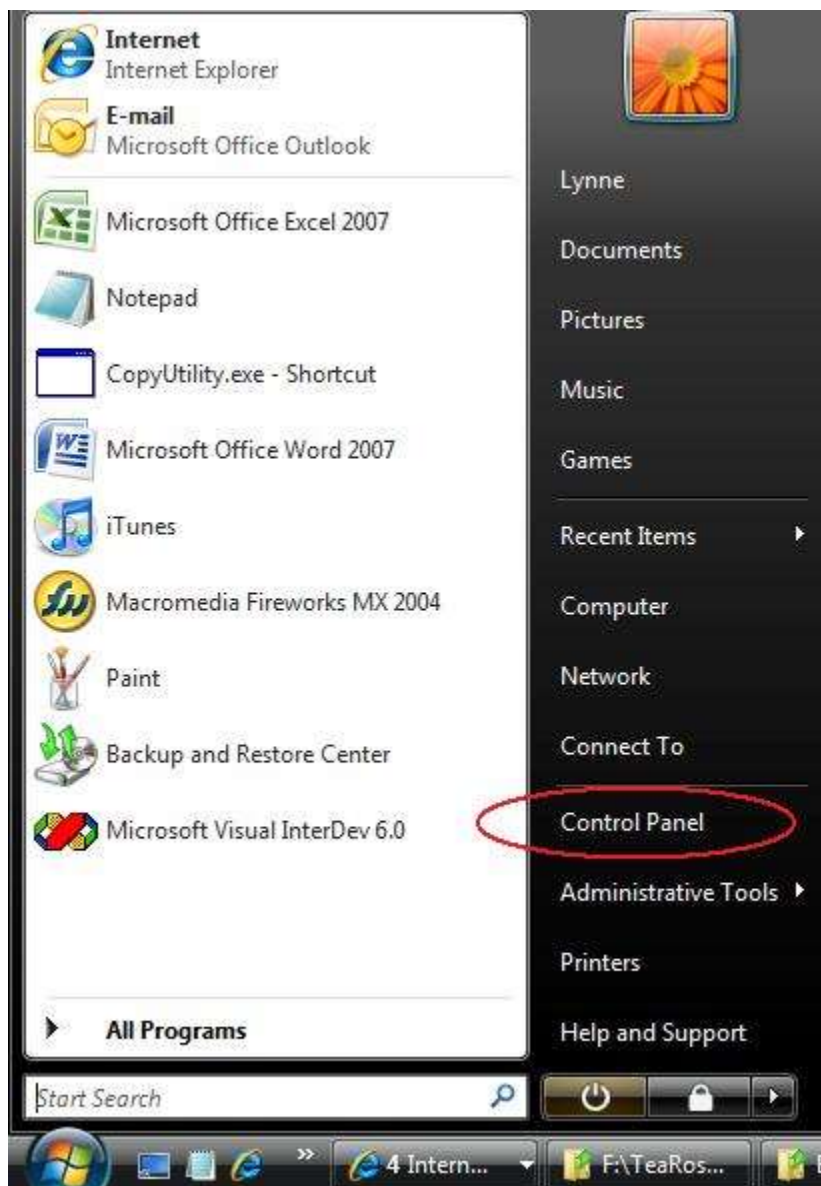 Internet
Internet Explorer
E-mail
Microsoft Office Outlook
Microsoft Office Excel 2007
Notepad
CopyUtility.exe - Shortcut
Microsoft Office Word 2007
iTunes
Macromedia Fireworks MX 2004
Paint
Backup and Restore Center
Microsoft Visual InterDev 6.0
All Programs
Start Search
Lynne
Documents
Pictures
Music
Games
Recent Items
Computer
Network
Connect To
Control Panel
Administrative Tools
Printers
Help and Support
4 Intern...
F:\TeaRos...